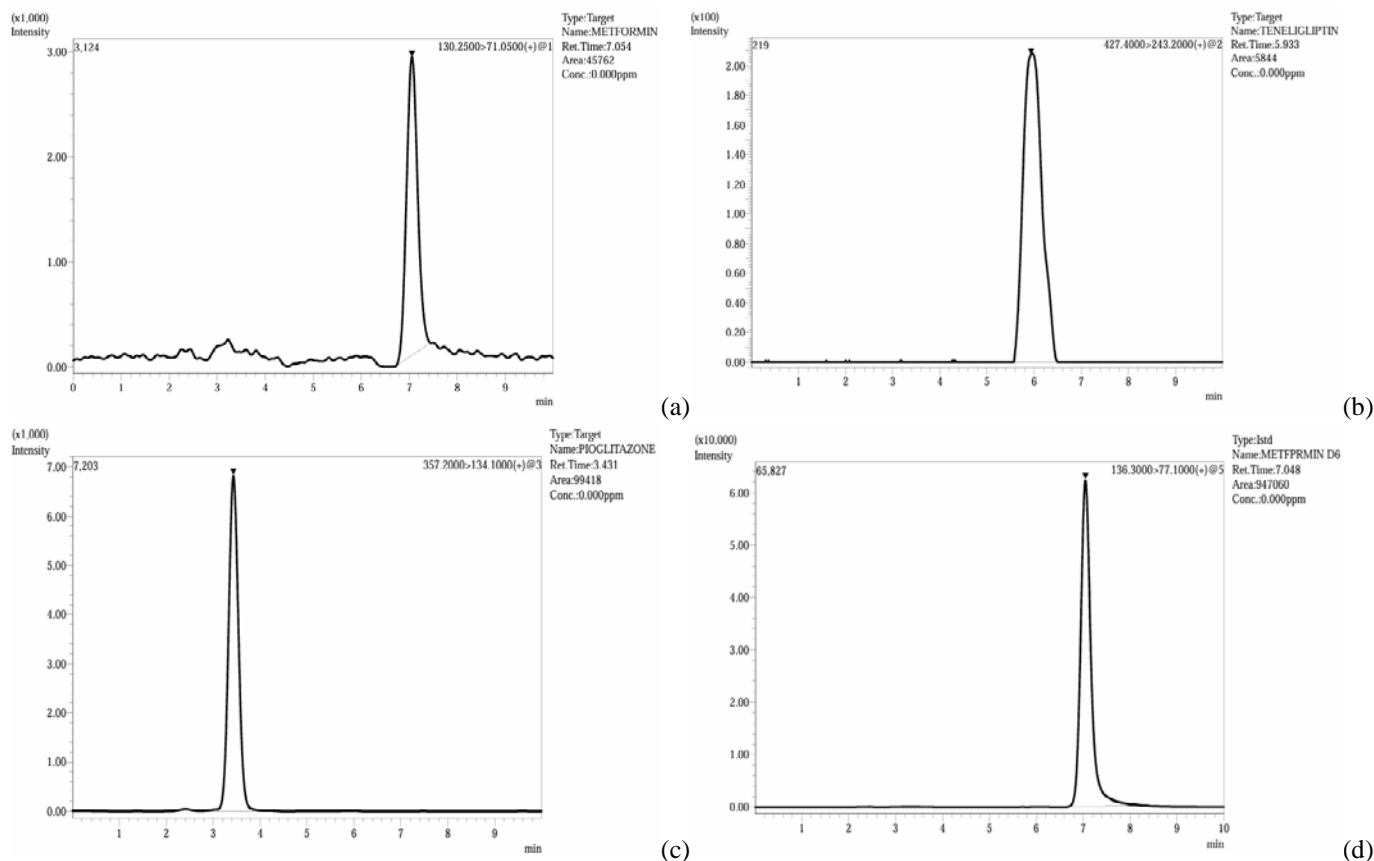 (x1,000)
Intensity
3,124
130.2500>71.0500(+)@1
Type:Target
Name:METFORMIN
Ret.Time:7.054
Area:45762
Conc.:0.000ppm
3.00
2.00
1.00
0.00
0 1 2 3 4 5 6 7 8 9
min
(a)
(x100)
Intensity
219
427.4000>243.2000(+)@2
Type:Target
Name:TENELIGLIPTIN
Ret.Time:5.933
Area:5844
Conc.:0.000ppm
2.00
1.80
1.60
1.40
1.20
1.00
0.80
0.60
0.40
0.20
0.00
1 2 3 4 5 6 7 8 9
min
(b)
(x1,000)
Intensity
7,203
357.2000>134.1000(+)@3
Type:Target
Name:PIOGLITAZONE
Ret.Time:3.431
Area:99418
Conc.:0.000ppm
7.00
6.00
5.00
4.00
3.00
2.00
1.00
0.00
1 2 3 4 5 6 7 8 9
min
(c)
(x10,000)
Intensity
65,827
136.3000>77.1000(+)@5
Type:Istd
Name:METFPRMIN D6
Ret.Time:7.048
Area:947060
Conc.:0.000ppm
6.00
5.00
4.00
3.00
2.00
1.00
0.00
1 2 3 4 5 6 7 8 9 10
min
(d)